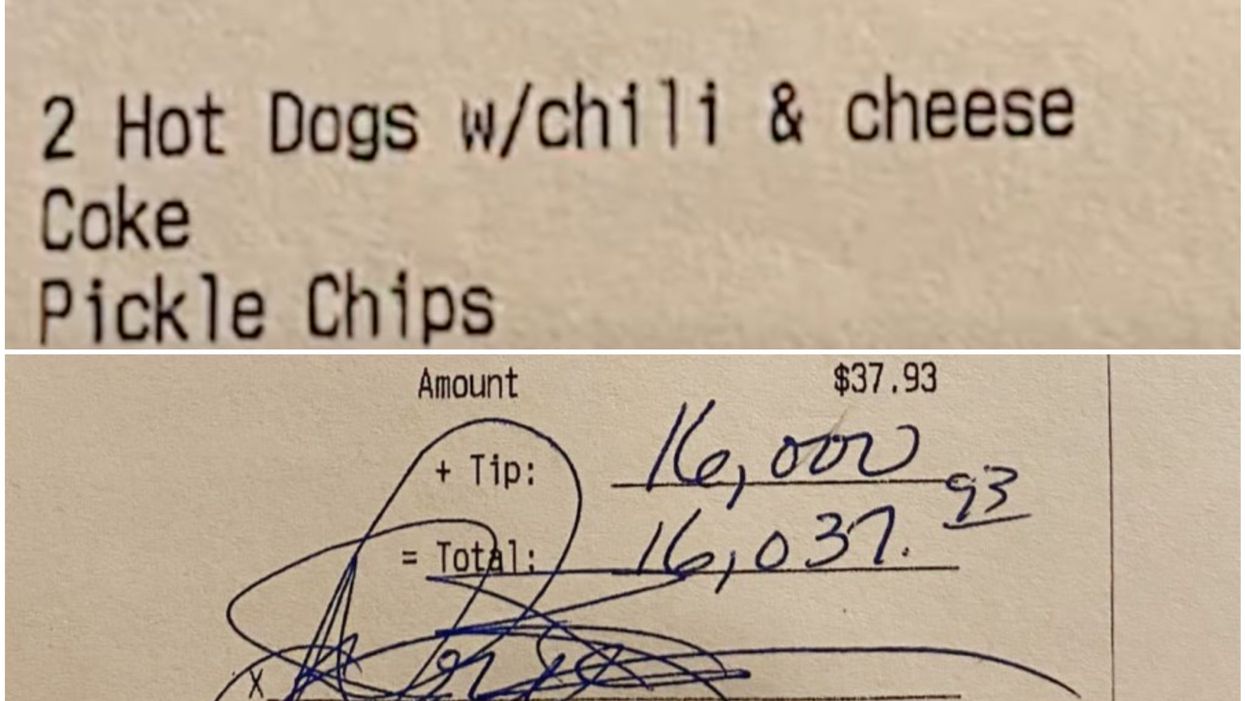 2 Hot Dogs w/chili & cheese
Coke
Pickle Chips
Amount $37.93
+ Tip: 16,000
= Total: 16,037.93
X